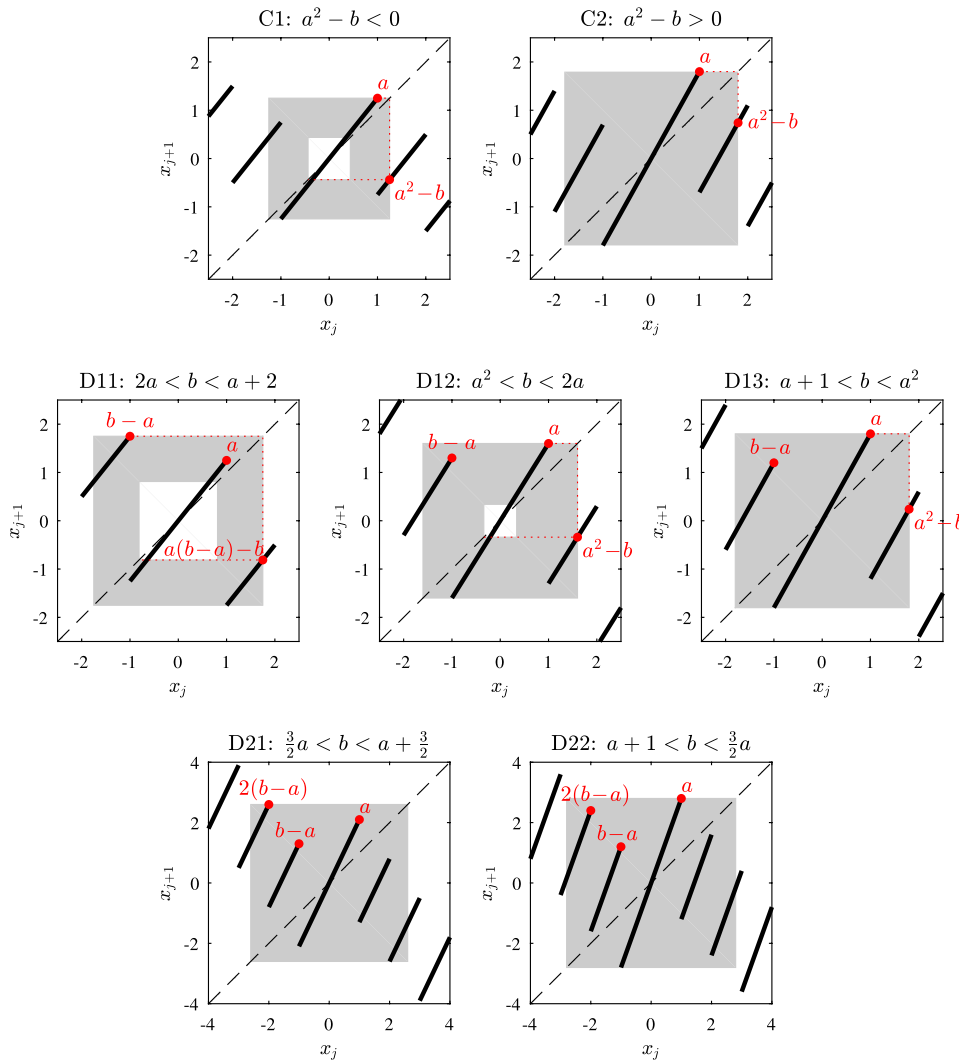 C1: a² − b < 0
C2: a² − b > 0
2
1
0
-1
-2
x_{j+1}
a
a²−b
-2 -1 0 1 2
x_j
2
1
0
-1
-2
x_{j+1}
a
a²−b
-2 -1 0 1 2
x_j
D11: 2a < b < a + 2
D12: a² < b < 2a
D13: a + 1 < b < a²
2
1
0
-1
-2
x_{j+1}
b − a
a
a(b−a)−b
-2 -1 0 1 2
x_j
2
1
0
-1
-2
x_{j+1}
b − a
a
a²−b
-2 -1 0 1 2
x_j
2
1
0
-1
-2
x_{j+1}
b−a
a
a²−b
-2 -1 0 1 2
x_j
D21: 3/2 a < b < a + 3/2
D22: a + 1 < b < 3/2 a
4
2
0
-2
-4
x_{j+1}
2(b−a)
b−a
a
-4 -2 0 2 4
x_j
4
2
0
-2
-4
x_{j+1}
2(b−a)
b−a
a
-4 -2 0 2 4
x_j